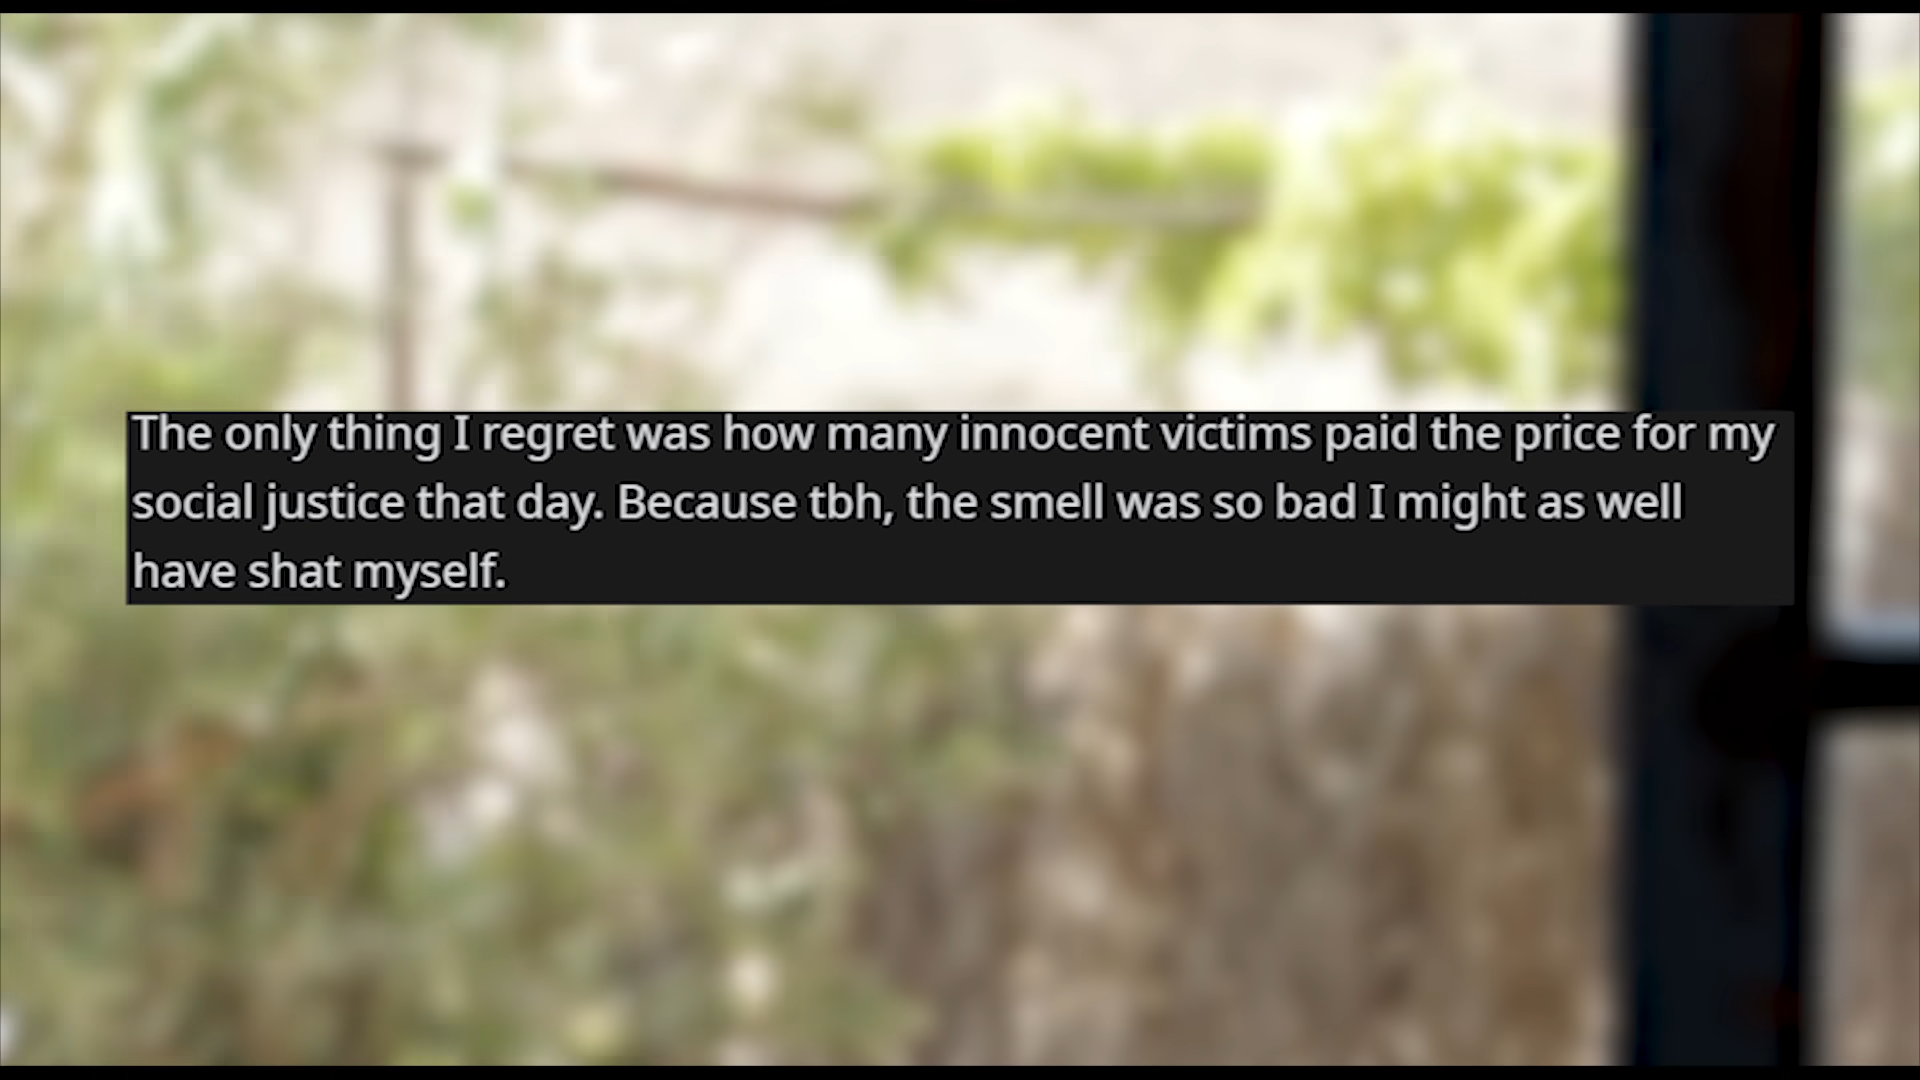 The only thing I regret was how many innocent victims paid the price for my
social justice that day. Because tbh, the smell was so bad I might as well
have shat myself.